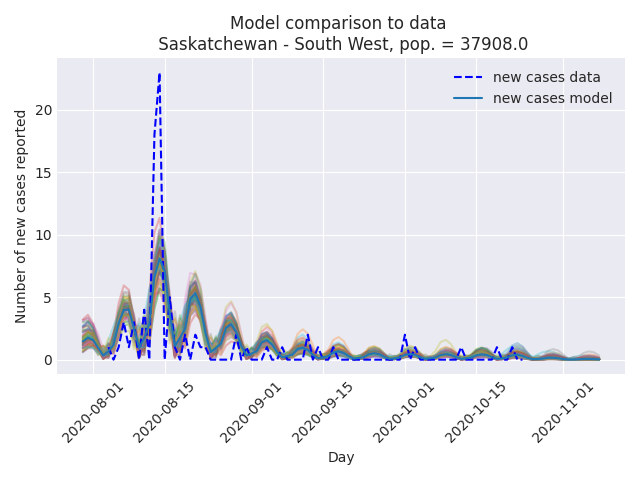 Model comparison to data
Saskatchewan - South West, pop. = 37908.0
new cases data
new cases model
Number of new cases reported
20
15
10
5
0
2020-08-01
2020-08-15
2020-09-01
2020-09-15
2020-10-01
2020-10-15
2020-11-01
Day